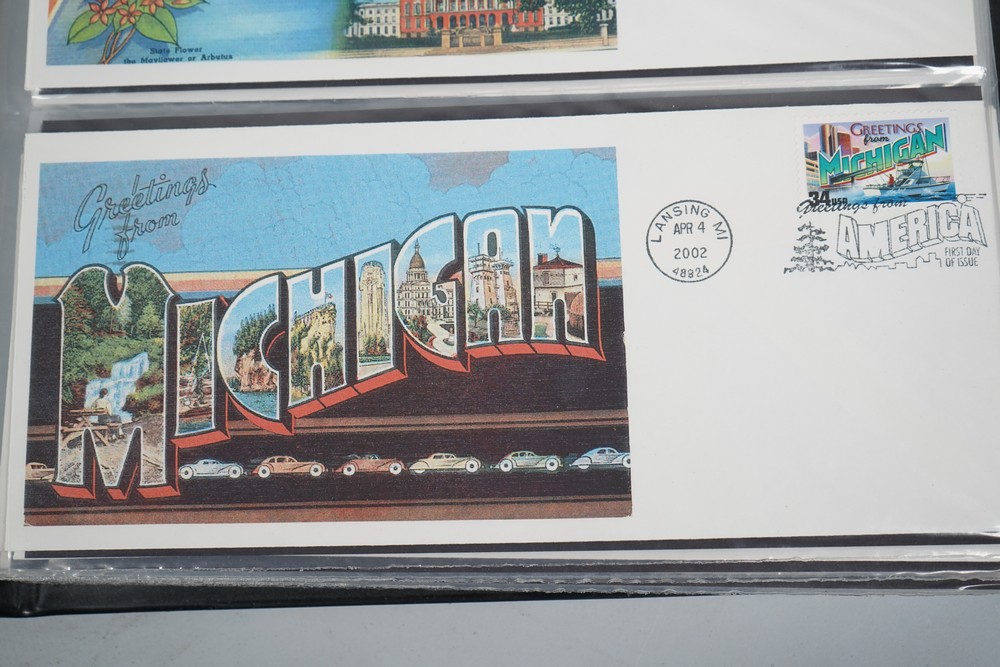 State Flower
the Mayflower or Arbutus
Greetings
from
MICHIGAN
GREETINGS
from
MICHIGAN
34 USA
LANSING MI
APR 4
2002
48924
Greetings from
AMERICA
FIRST DAY
OF ISSUE